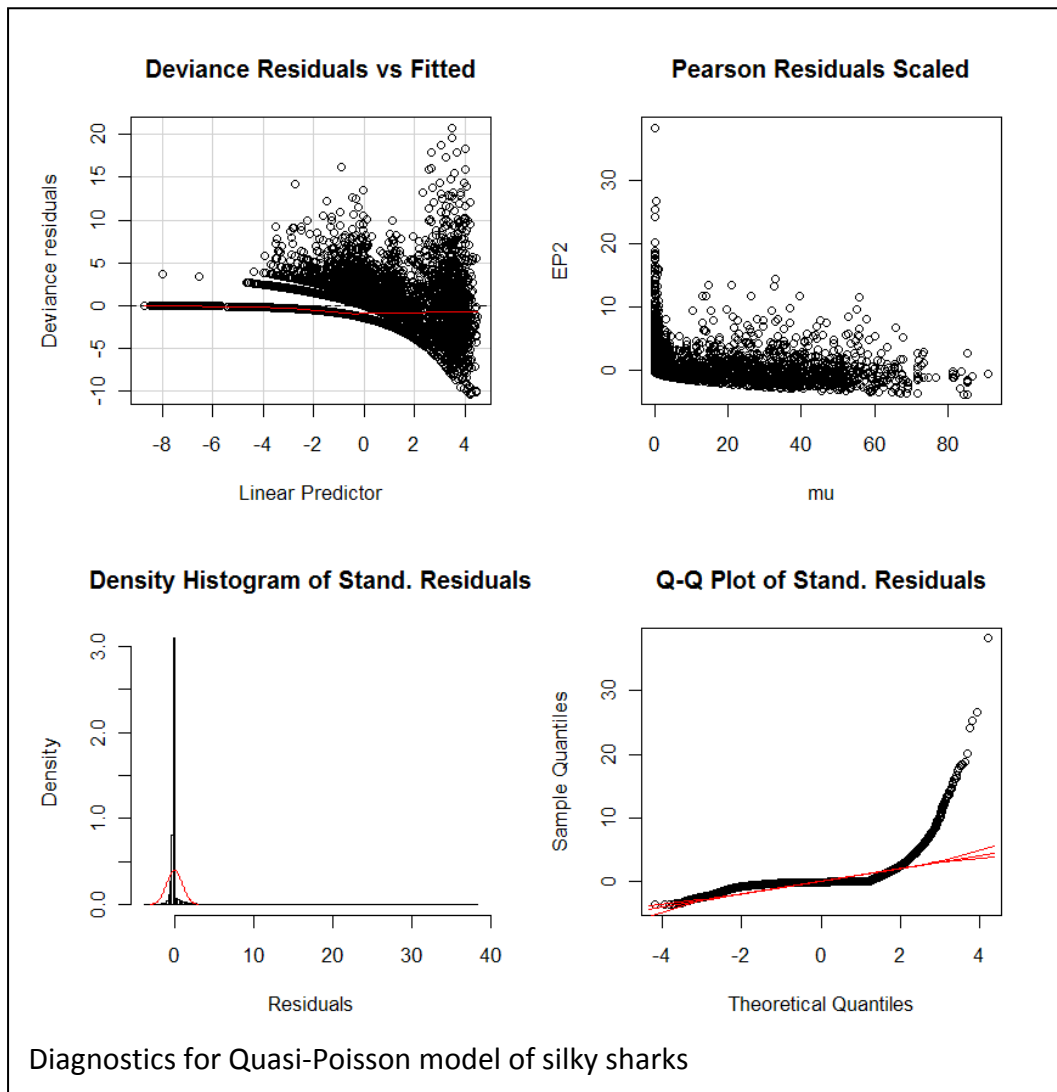 Deviance Residuals vs Fitted
Deviance residuals
20
15
10
5
0
-5
-10
-8 -6 -4 -2 0 2 4
Linear Predictor
Pearson Residuals Scaled
EP2
30
20
10
0
0 20 40 60 80
mu
Density Histogram of Stand. Residuals
Density
3.0
2.0
1.0
0.0
0 10 20 30 40
Residuals
Q-Q Plot of Stand. Residuals
Sample Quantiles
30
20
10
0
-4 -2 0 2 4
Theoretical Quantiles
Diagnostics for Quasi-Poisson model of silky sharks